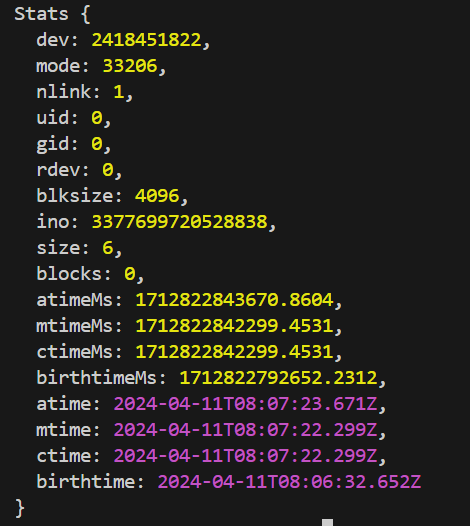 Stats {
  dev: 2418451822,
  mode: 33206,
  nlink: 1,
  uid: 0,
  gid: 0,
  rdev: 0,
  blksize: 4096,
  ino: 3377699720528838,
  size: 6,
  blocks: 0,
  atimeMs: 1712822843670.8604,
  mtimeMs: 1712822842299.4531,
  ctimeMs: 1712822842299.4531,
  birthtimeMs: 1712822792652.2312,
  atime: 2024-04-11T08:07:23.671Z,
  mtime: 2024-04-11T08:07:22.299Z,
  ctime: 2024-04-11T08:07:22.299Z,
  birthtime: 2024-04-11T08:06:32.652Z
}